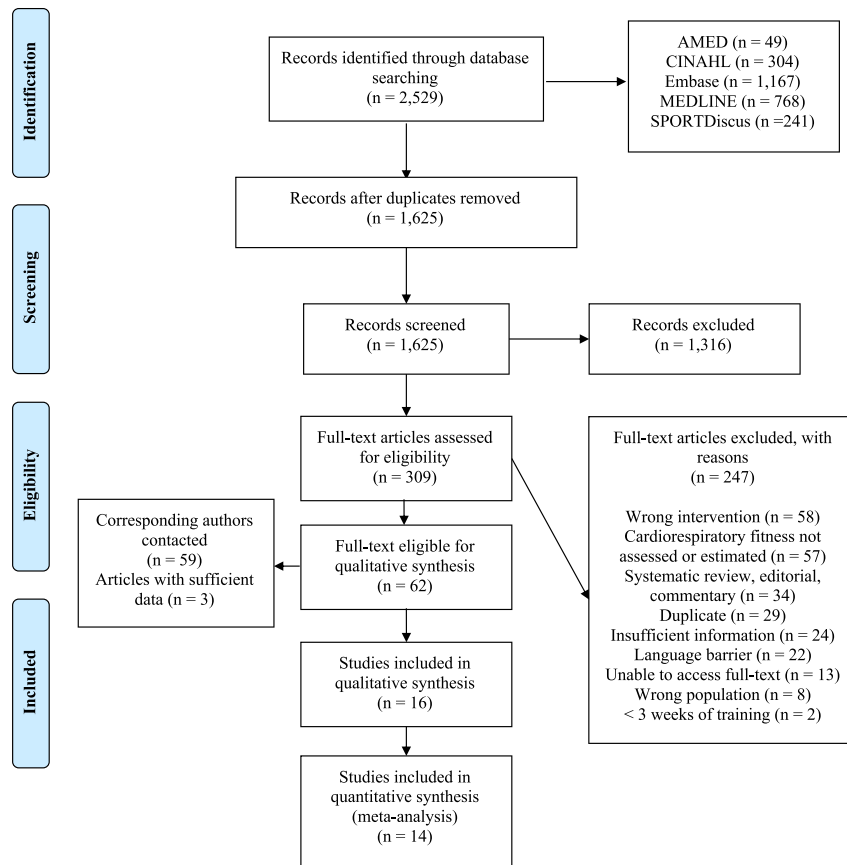 Identification
Records identified through database
searching
(n = 2,529)
AMED (n = 49)
CINAHL (n = 304)
Embase (n = 1,167)
MEDLINE (n = 768)
SPORTDiscus (n =241)
Records after duplicates removed
(n = 1,625)
Screening
Records screened
(n = 1,625)
Records excluded
(n = 1,316)
Eligibility
Full-text articles assessed
for eligibility
(n = 309)
Full-text articles excluded, with
reasons
(n = 247)
Wrong intervention (n = 58)
Cardiorespiratory fitness not
assessed or estimated (n = 57)
Systematic review, editorial,
commentary (n = 34)
Duplicate (n = 29)
Insufficient information (n = 24)
Language barrier (n = 22)
Unable to access full-text (n = 13)
Wrong population (n = 8)
< 3 weeks of training (n = 2)
Corresponding authors
contacted
(n = 59)
Articles with sufficient
data (n = 3)
Full-text eligible for
qualitative synthesis
(n = 62)
Included
Studies included in
qualitative synthesis
(n = 16)
Studies included in
quantitative synthesis
(meta-analysis)
(n = 14)